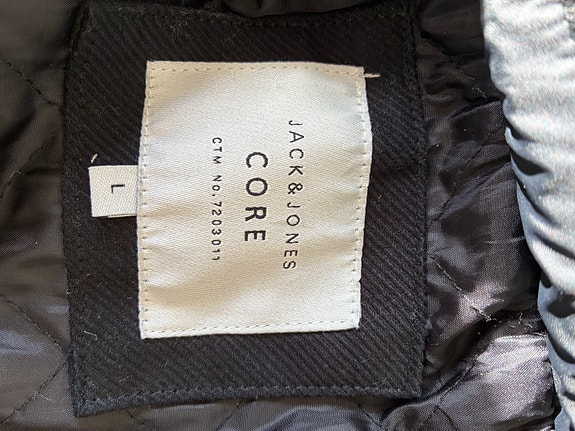 JACK&JONES
CORE
CTM No. 7203011
L